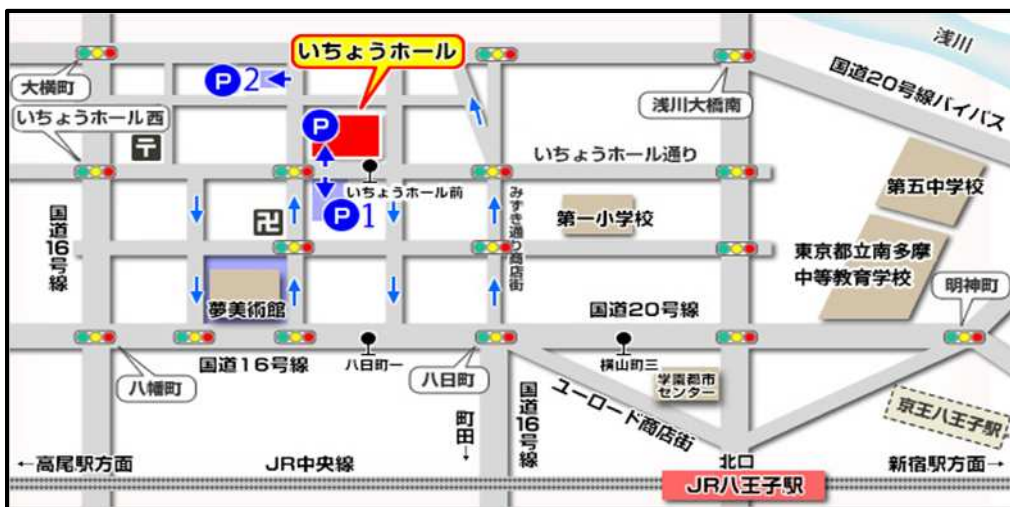 いちょうホール
浅川
大横町
P2
国道20号線バイパス
浅川大橋南
いちょうホール西
P
いちょうホール通り
いちょうホール前
第五中学校
国道16号線
P1
みずき通り商店街
第一小学校
東京都立南多摩
中等教育学校
夢美術館
国道20号線
明神町
国道16号線
八日町一
横山町三
八幡町
八日町
学園都市
センター
国道16号線
ユーロード商店街
京王八王子駅
町田→
←高尾駅方面
JR中央線
北口
新宿駅方面→
JR八王子駅